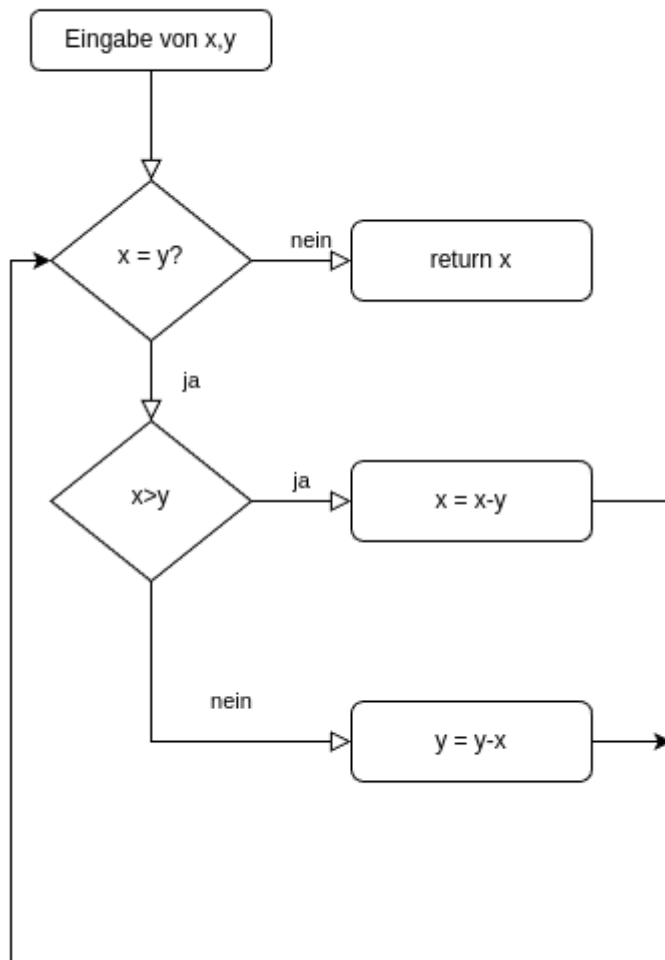 Eingabe von x,y
x = y?
nein
return x
ja
x>y
ja
x = x-y
nein
y = y-x